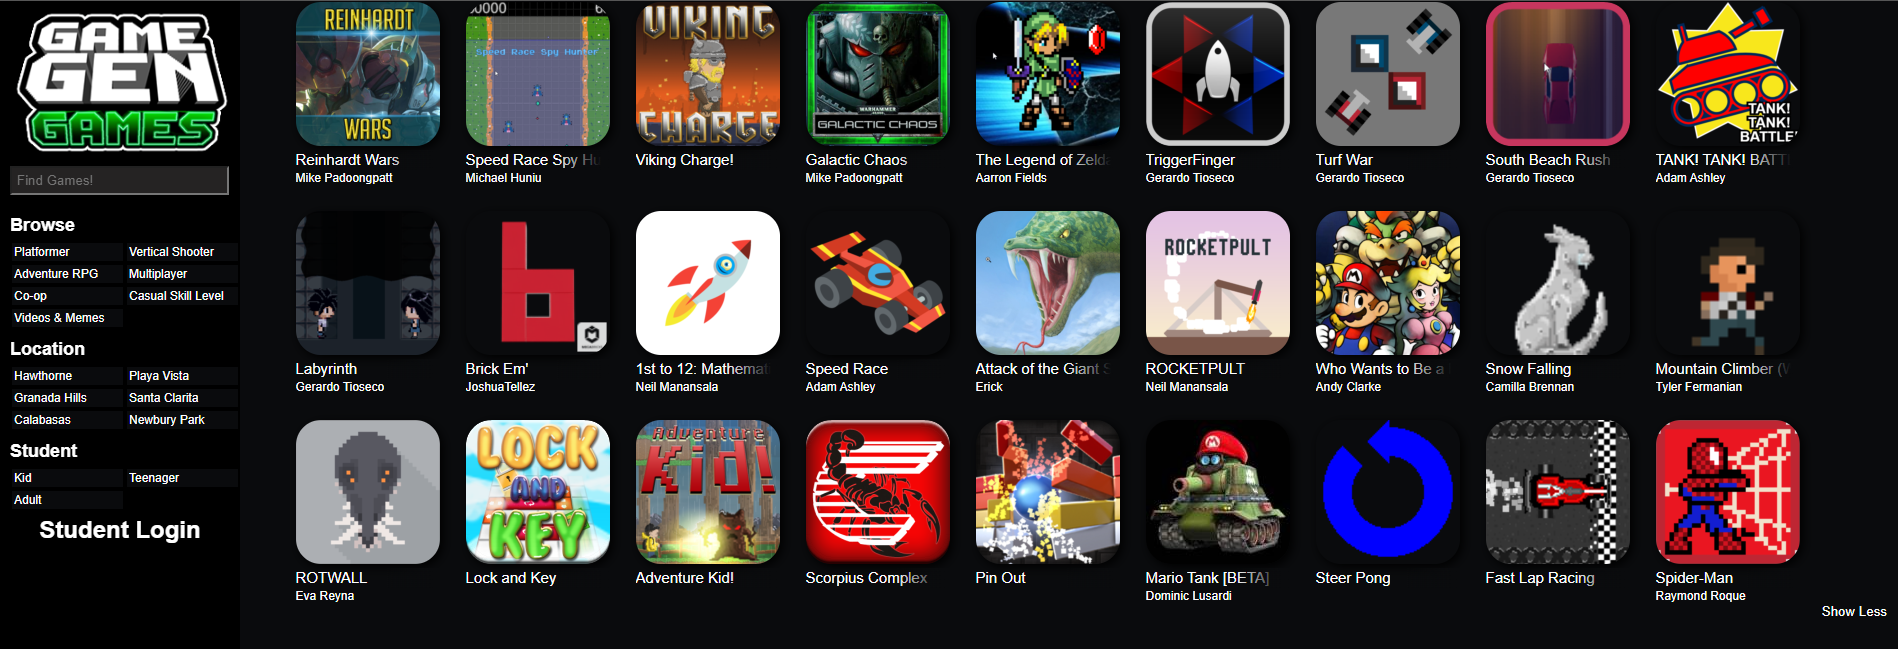 GAME
GEN
GAMES
Find Games!
Browse
Platformer
Vertical Shooter
Adventure RPG
Multiplayer
Co-op
Casual Skill Level
Videos & Memes
Location
Hawthorne
Playa Vista
Granada Hills
Santa Clarita
Calabasas
Newbury Park
Student
Kid
Teenager
Adult
Student Login
REINHARDT
WARS
Reinhardt Wars
Mike Padoongpatt
Speed Race Spy Hunter
Speed Race Spy Hu
Michael Huniu
VIKING
CHARGE
Viking Charge!
WARHAMMER
GALACTIC CHAOS
Galactic Chaos
Mike Padoongpatt
The Legend of Zelda
Aarron Fields
TriggerFinger
Gerardo Tioseco
Turf War
Gerardo Tioseco
South Beach Rush
Gerardo Tioseco
TANK!
TANK!
BATTLE!
TANK! TANK! BATT
Adam Ashley
Labyrinth
Gerardo Tioseco
Brick Em'
JoshuaTellez
1st to 12: Mathemat
Neil Manansala
Speed Race
Adam Ashley
Attack of the Giant S
Erick
ROCKETPULT
ROCKETPULT
Neil Manansala
Who Wants to Be a
Andy Clarke
Snow Falling
Camilla Brennan
Mountain Climber (W
Tyler Fermanian
ROTWALL
Eva Reyna
LOCK
AND
KEY
Lock and Key
Adventure
Kid!
Adventure Kid!
Scorpius Complex
Pin Out
Mario Tank [BETA]
Dominic Lusardi
Steer Pong
Fast Lap Racing
Spider-Man
Raymond Roque
Show Less